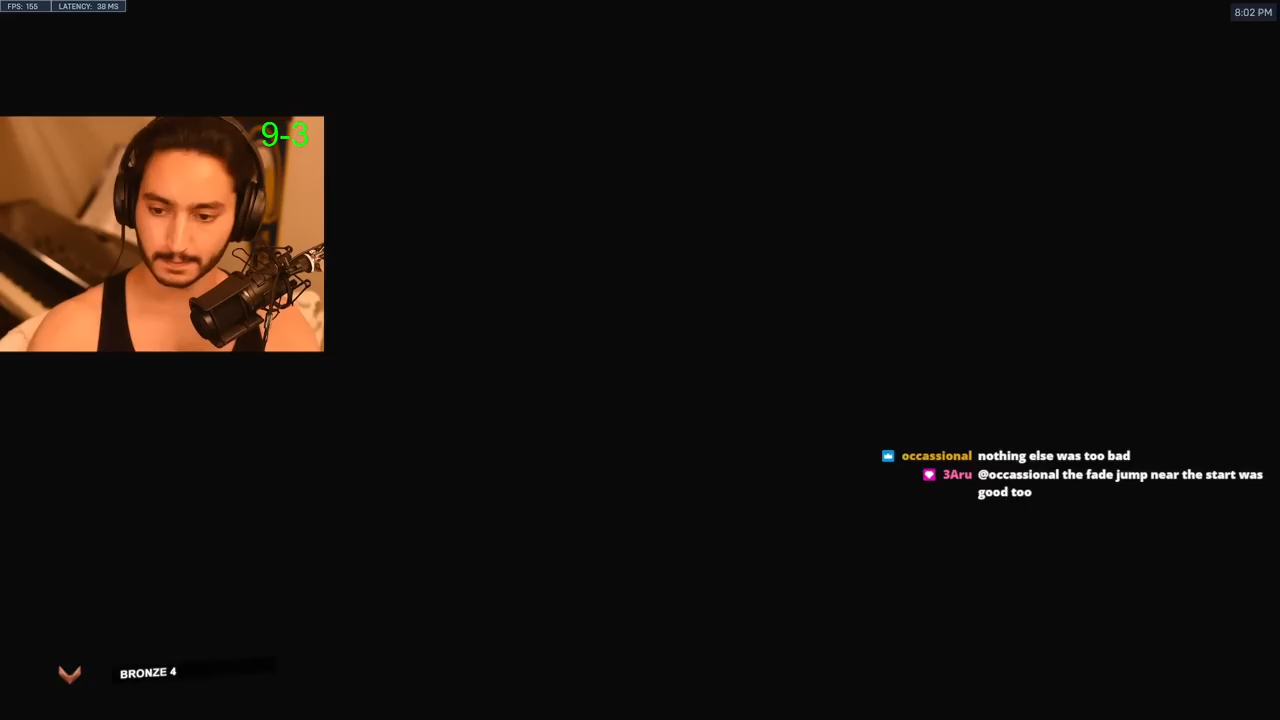 FPS: 155 LATENCY: 38 MS
8:02 PM
9-3
occassional nothing else was too bad
3Aru @occassional the fade jump near the start was
good too
BRONZE 4